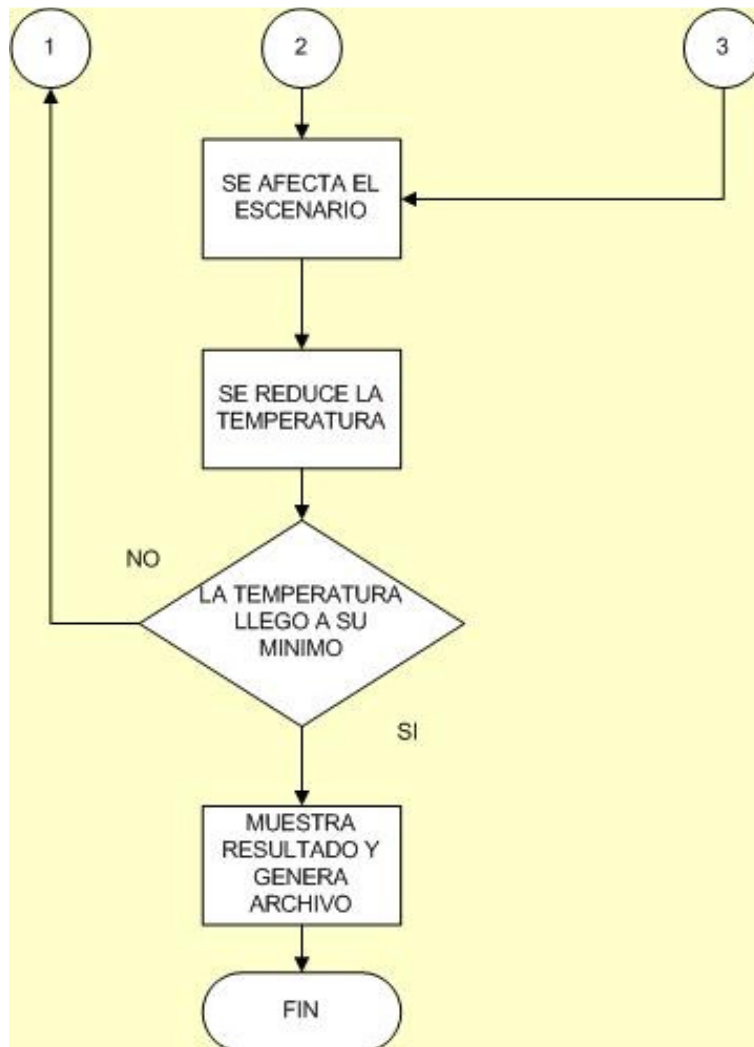 1
2
3
SE AFECTA EL
ESCENARIO
SE REDUCE LA
TEMPERATURA
NO
LA TEMPERATURA
LLEGO A SU
MINIMO
SI
MUESTRA
RESULTADO Y
GENERA
ARCHIVO
FIN